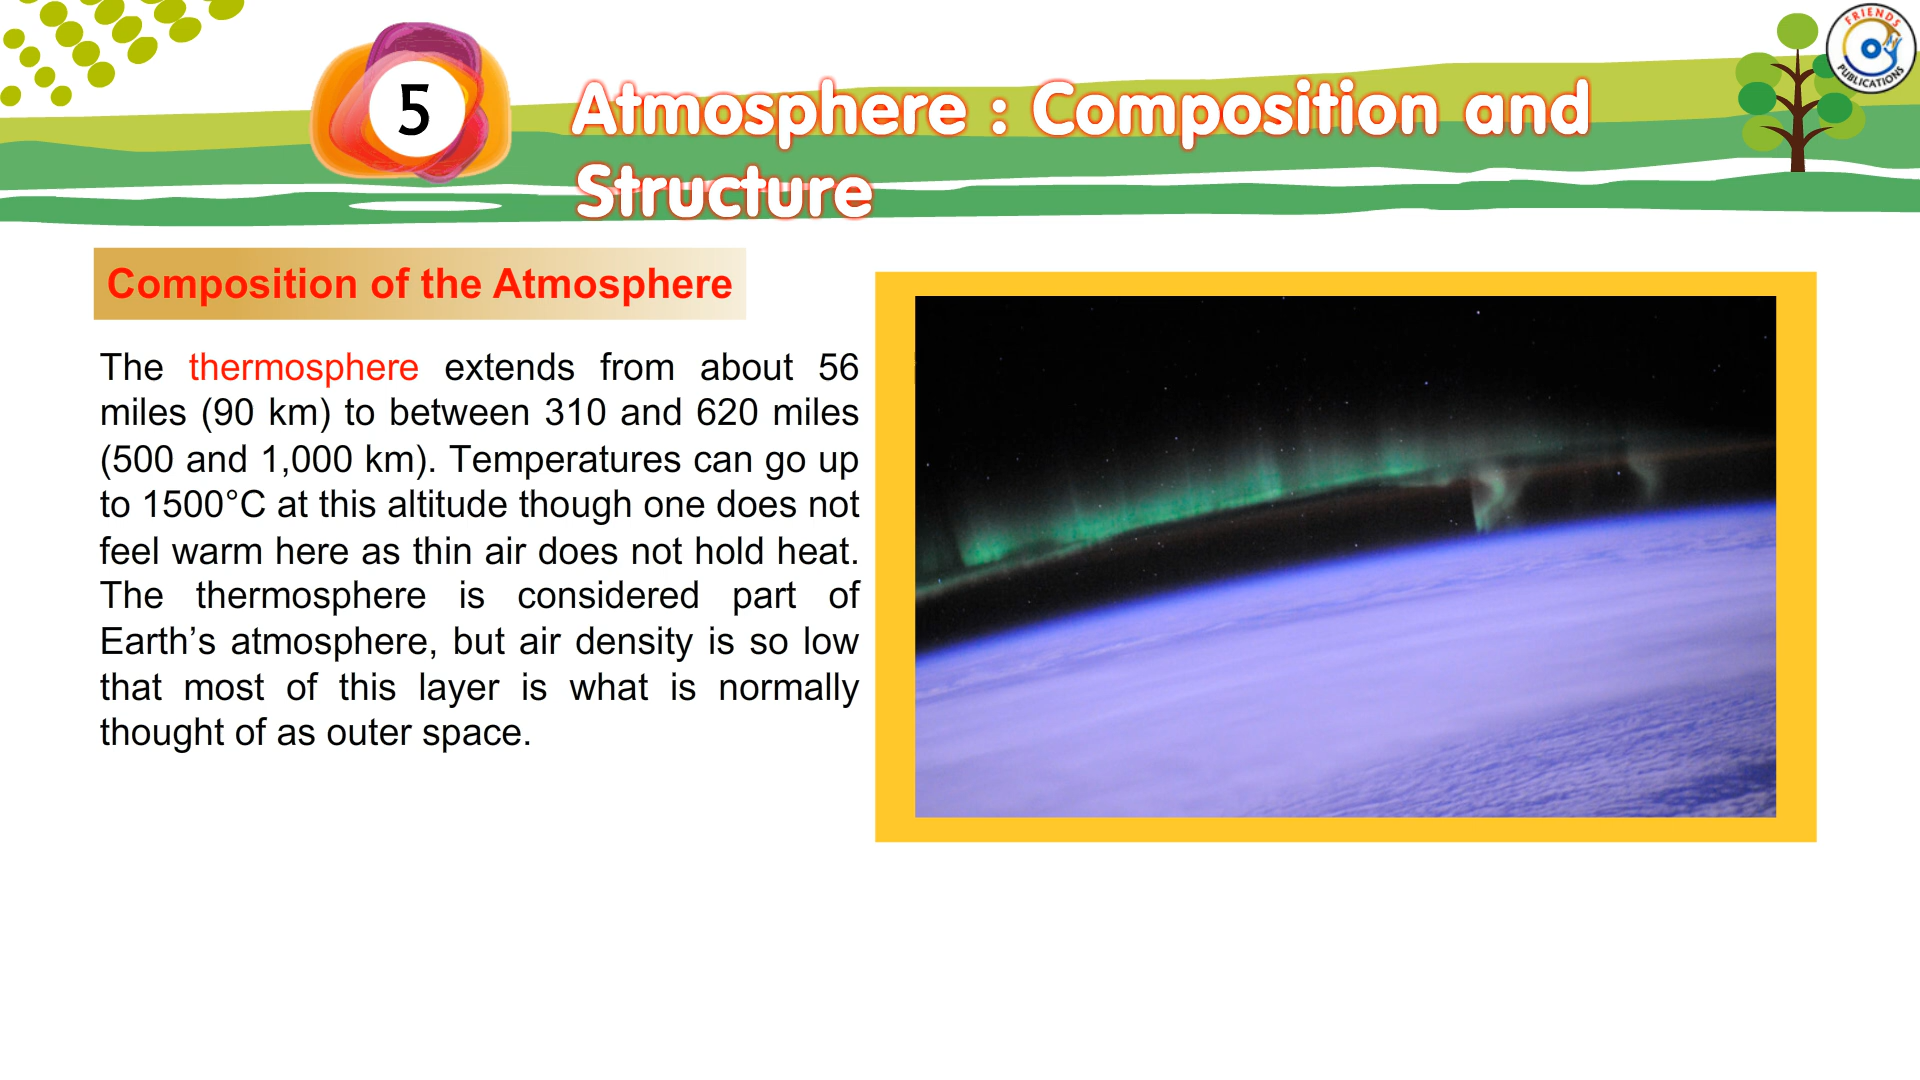 FRIENDS
PUBLICATIONS
5
Atmosphere : Composition and
Structure
Composition of the Atmosphere
The thermosphere extends from about 56
miles (90 km) to between 310 and 620 miles
(500 and 1,000 km). Temperatures can go up
to 1500°C at this altitude though one does not
feel warm here as thin air does not hold heat.
The thermosphere is considered part of
Earth’s atmosphere, but air density is so low
that most of this layer is what is normally
thought of as outer space.